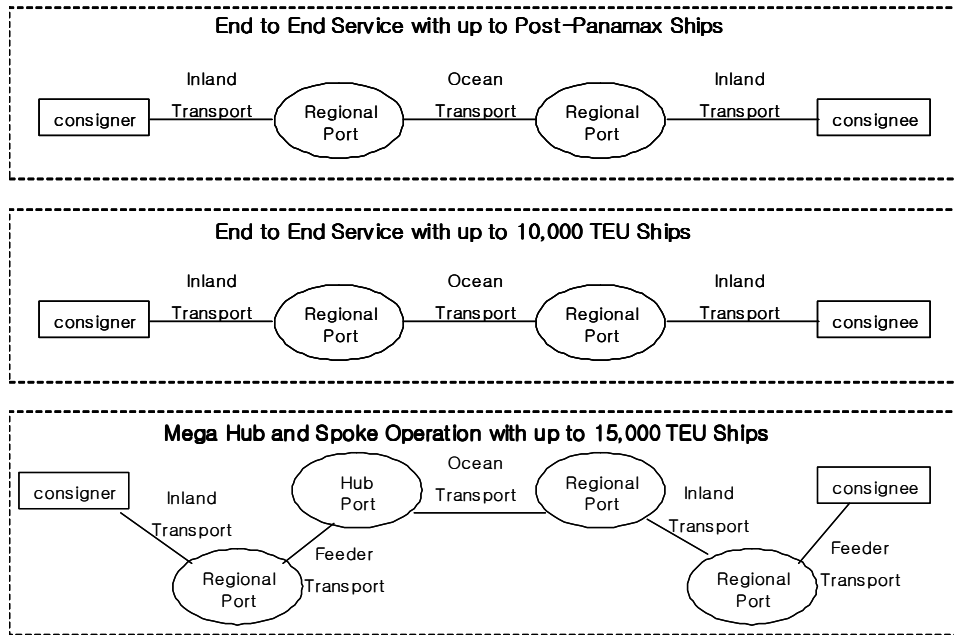 End to End Service with up to Post-Panamax Ships
consigner
Inland
Transport
Regional
Port
Ocean
Transport
Regional
Port
Inland
Transport
consignee
End to End Service with up to 10,000 TEU Ships
consigner
Inland
Transport
Regional
Port
Ocean
Transport
Regional
Port
Inland
Transport
consignee
Mega Hub and Spoke Operation with up to 15,000 TEU Ships
consigner
Inland
Transport
Regional
Port
Feeder
Transport
Hub
Port
Ocean
Transport
Regional
Port
Inland
Transport
Regional
Port
Feeder
Transport
consignee